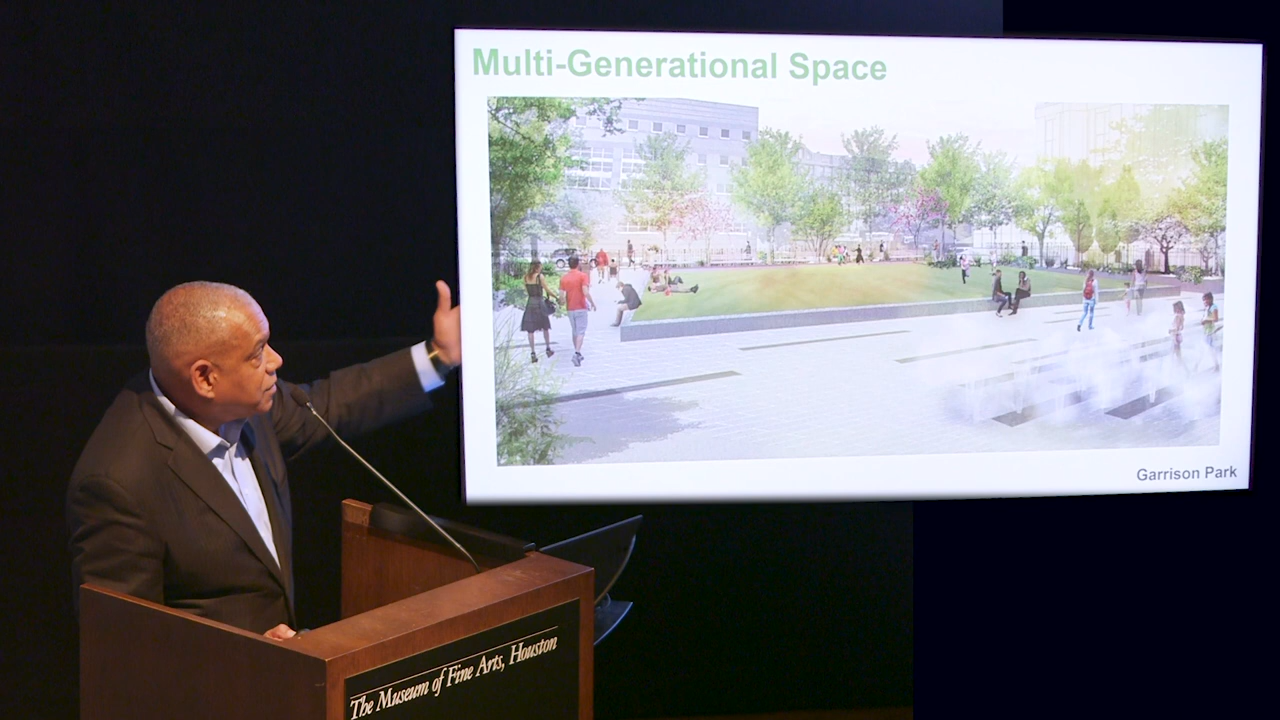 Multi-Generational Space
Garrison Park
The Museum of Fine Arts, Houston